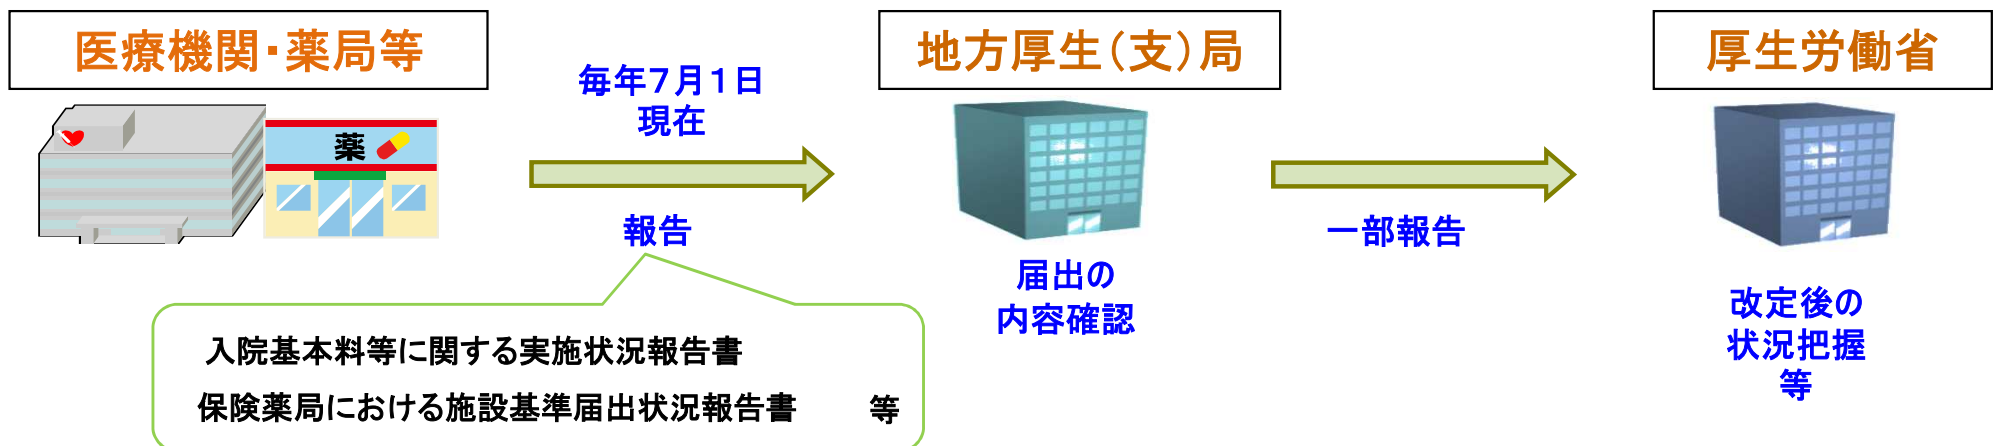 医療機関・薬局等
薬
毎年7月1日
現在
報告
入院基本料等に関する実施状況報告書
保険薬局における施設基準届出状況報告書　等
地方厚生(支)局
届出の
内容確認
一部報告
厚生労働省
改定後の
状況把握
等